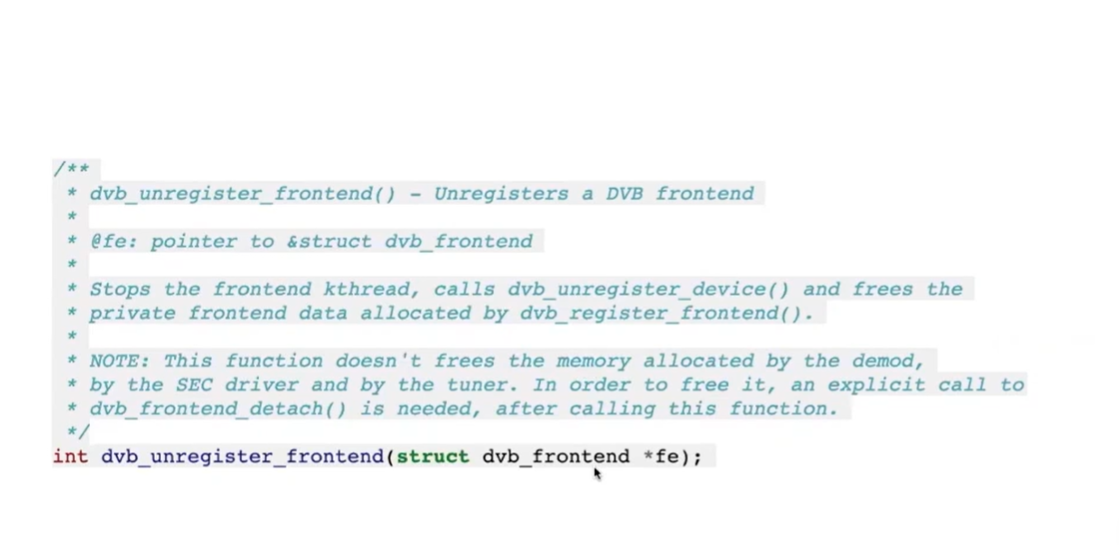 /**
 * dvb_unregister_frontend() - Unregisters a DVB frontend
 *
 * @fe: pointer to &struct dvb_frontend
 *
 * Stops the frontend kthread, calls dvb_unregister_device() and frees the
 * private frontend data allocated by dvb_register_frontend().
 *
 * NOTE: This function doesn't frees the memory allocated by the demod,
 * by the SEC driver and by the tuner. In order to free it, an explicit call to
 * dvb_frontend_detach() is needed, after calling this function.
 */
int dvb_unregister_frontend(struct dvb_frontend *fe);